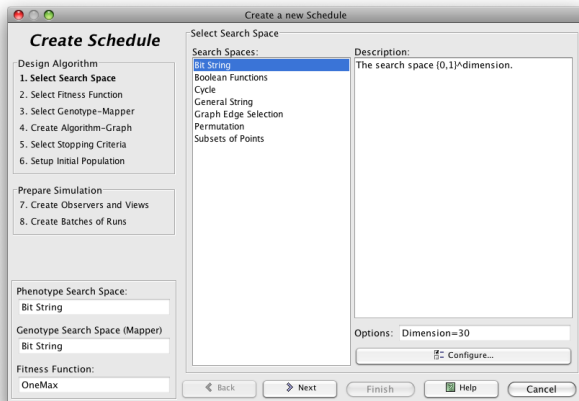 Create a new Schedule
Create Schedule
Design Algorithm
1. Select Search Space
2. Select Fitness Function
3. Select Genotype-Mapper
4. Create Algorithm-Graph
5. Select Stopping Criteria
6. Setup Initial Population
Prepare Simulation
7. Create Observers and Views
8. Create Batches of Runs
Phenotype Search Space:
Bit String
Genotype Search Space (Mapper)
Bit String
Fitness Function:
OneMax
Select Search Space
Search Spaces:
Bit String
Boolean Functions
Cycle
General String
Graph Edge Selection
Permutation
Subsets of Points
Description:
The search space {0,1}^dimension.
Options: Dimension=30
Configure...
Back Next Finish Help Cancel